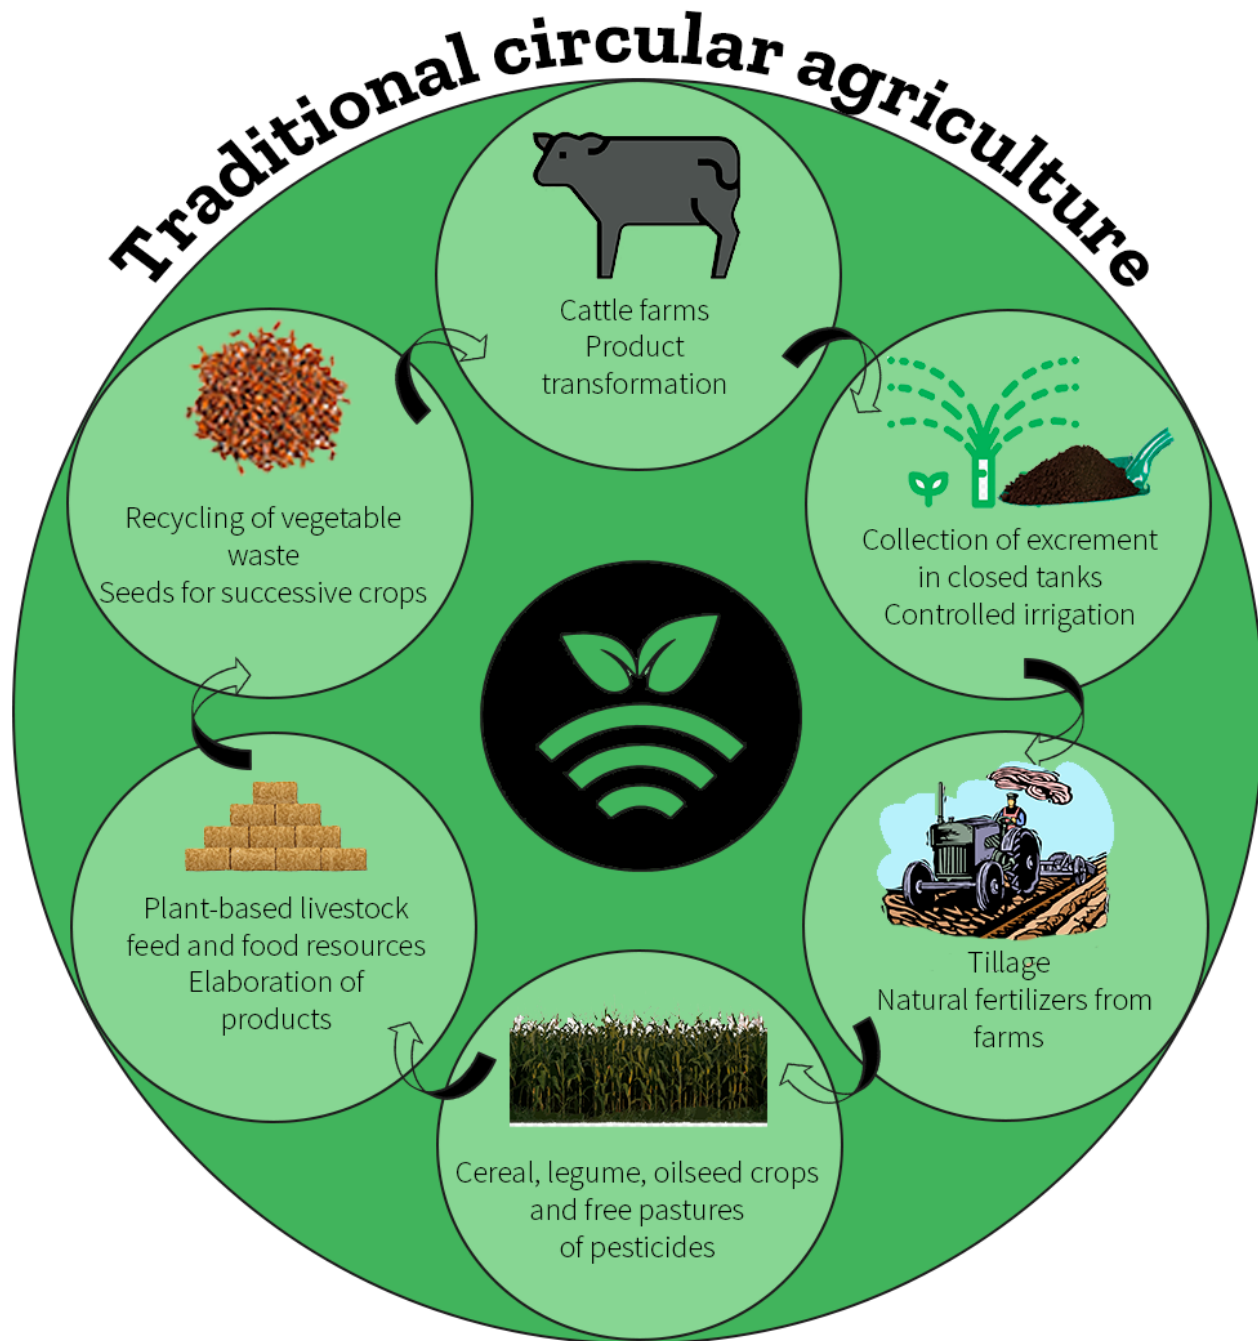 Traditional circular agriculture
Cattle farms
Product
transformation
Collection of excrement
in closed tanks
Controlled irrigation
Tillage
Natural fertilizers from
farms
Cereal, legume, oilseed crops
and free pastures
of pesticides
Plant-based livestock
feed and food resources
Elaboration of
products
Recycling of vegetable
waste
Seeds for successive crops